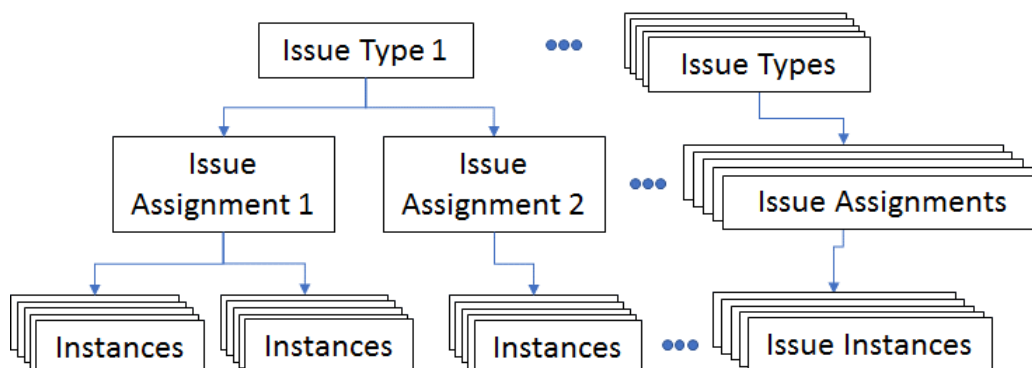 Issue Type 1
Issue Types
Issue
Assignment 1
Issue
Assignment 2
Issue Assignments
Instances
Instances
Instances
Issue Instances